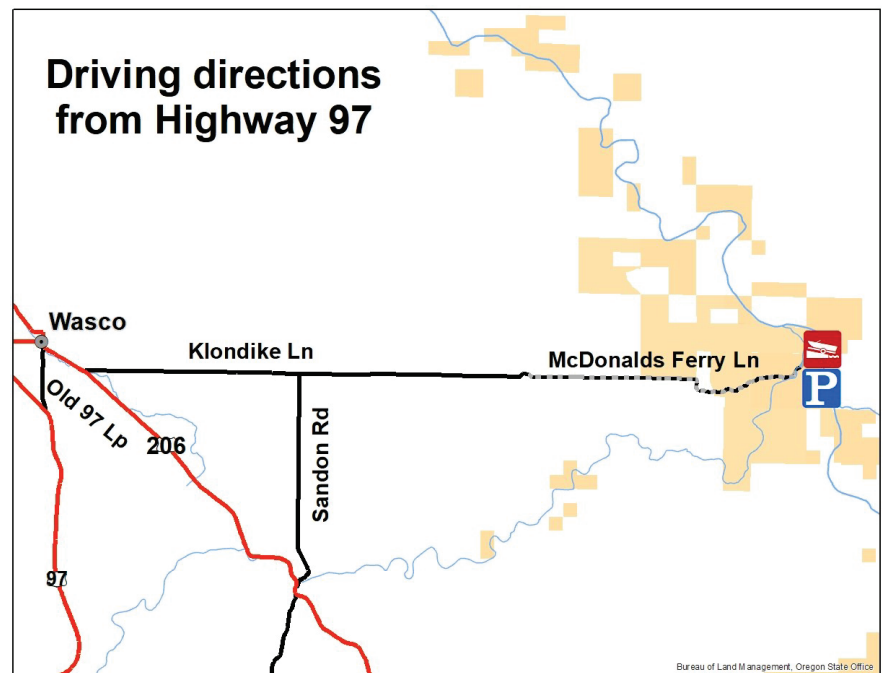 Driving directions
from Highway 97
Wasco
Klondike Ln
McDonalds Ferry Ln
P
Old 97 Lp
206
Sandon Rd
97
Bureau of Land Management, Oregon State Office